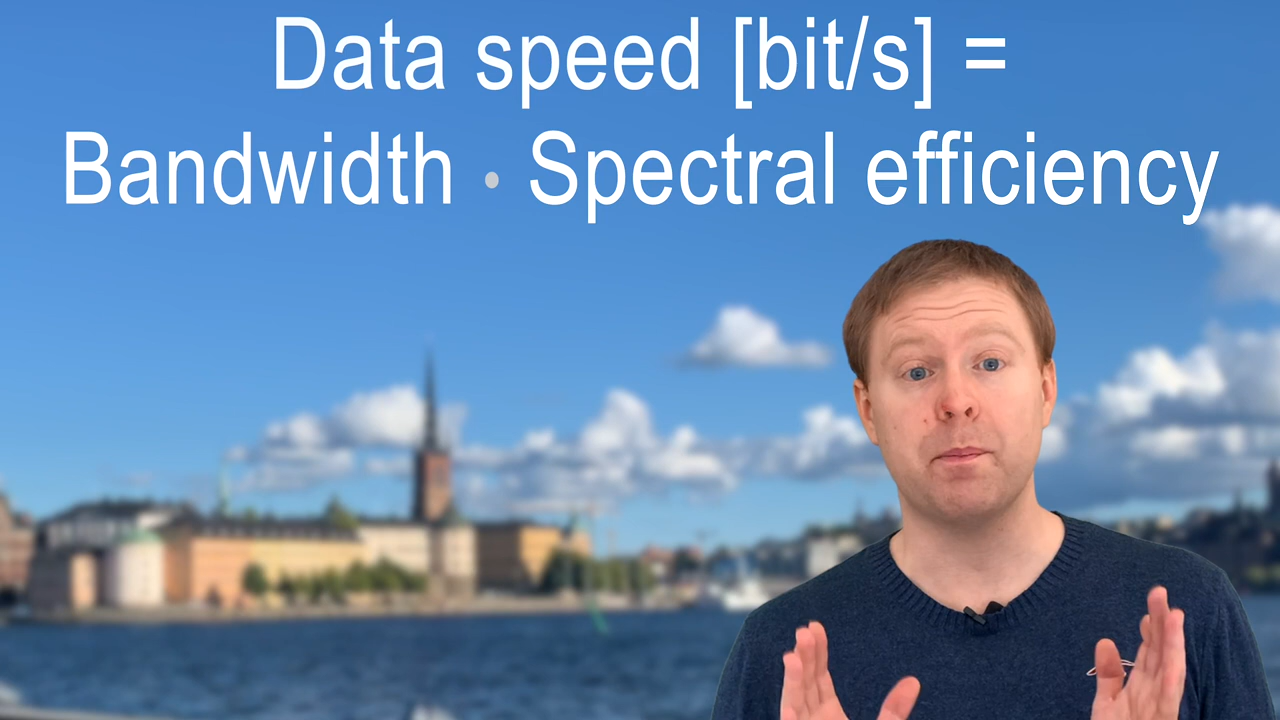 Data speed [bit/s] =
Bandwidth · Spectral efficiency